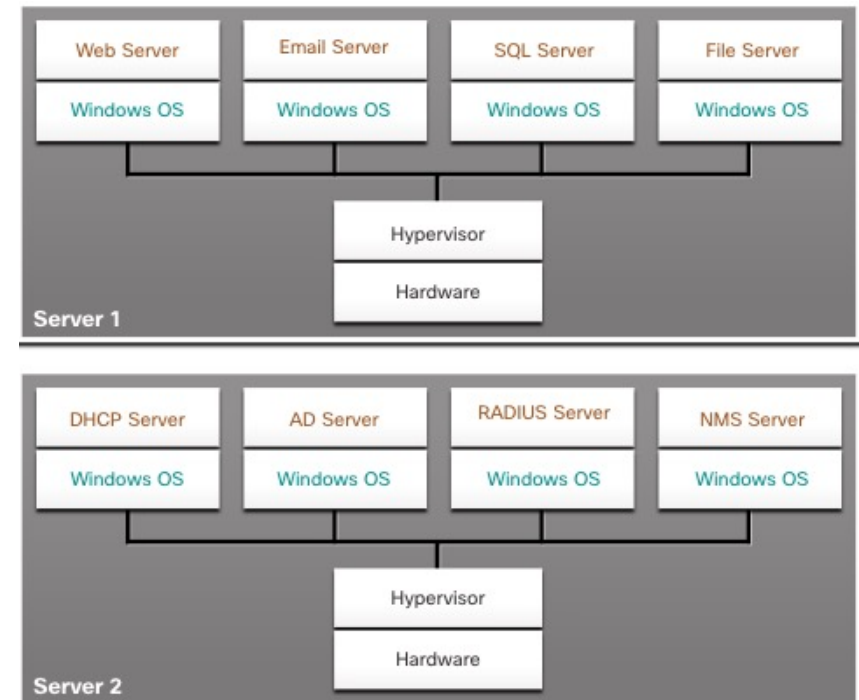 Web Server
Email Server
SQL Server
File Server
Windows OS
Windows OS
Windows OS
Windows OS
Hypervisor
Hardware
Server 1
DHCP Server
AD Server
RADIUS Server
NMS Server
Windows OS
Windows OS
Windows OS
Windows OS
Hypervisor
Hardware
Server 2